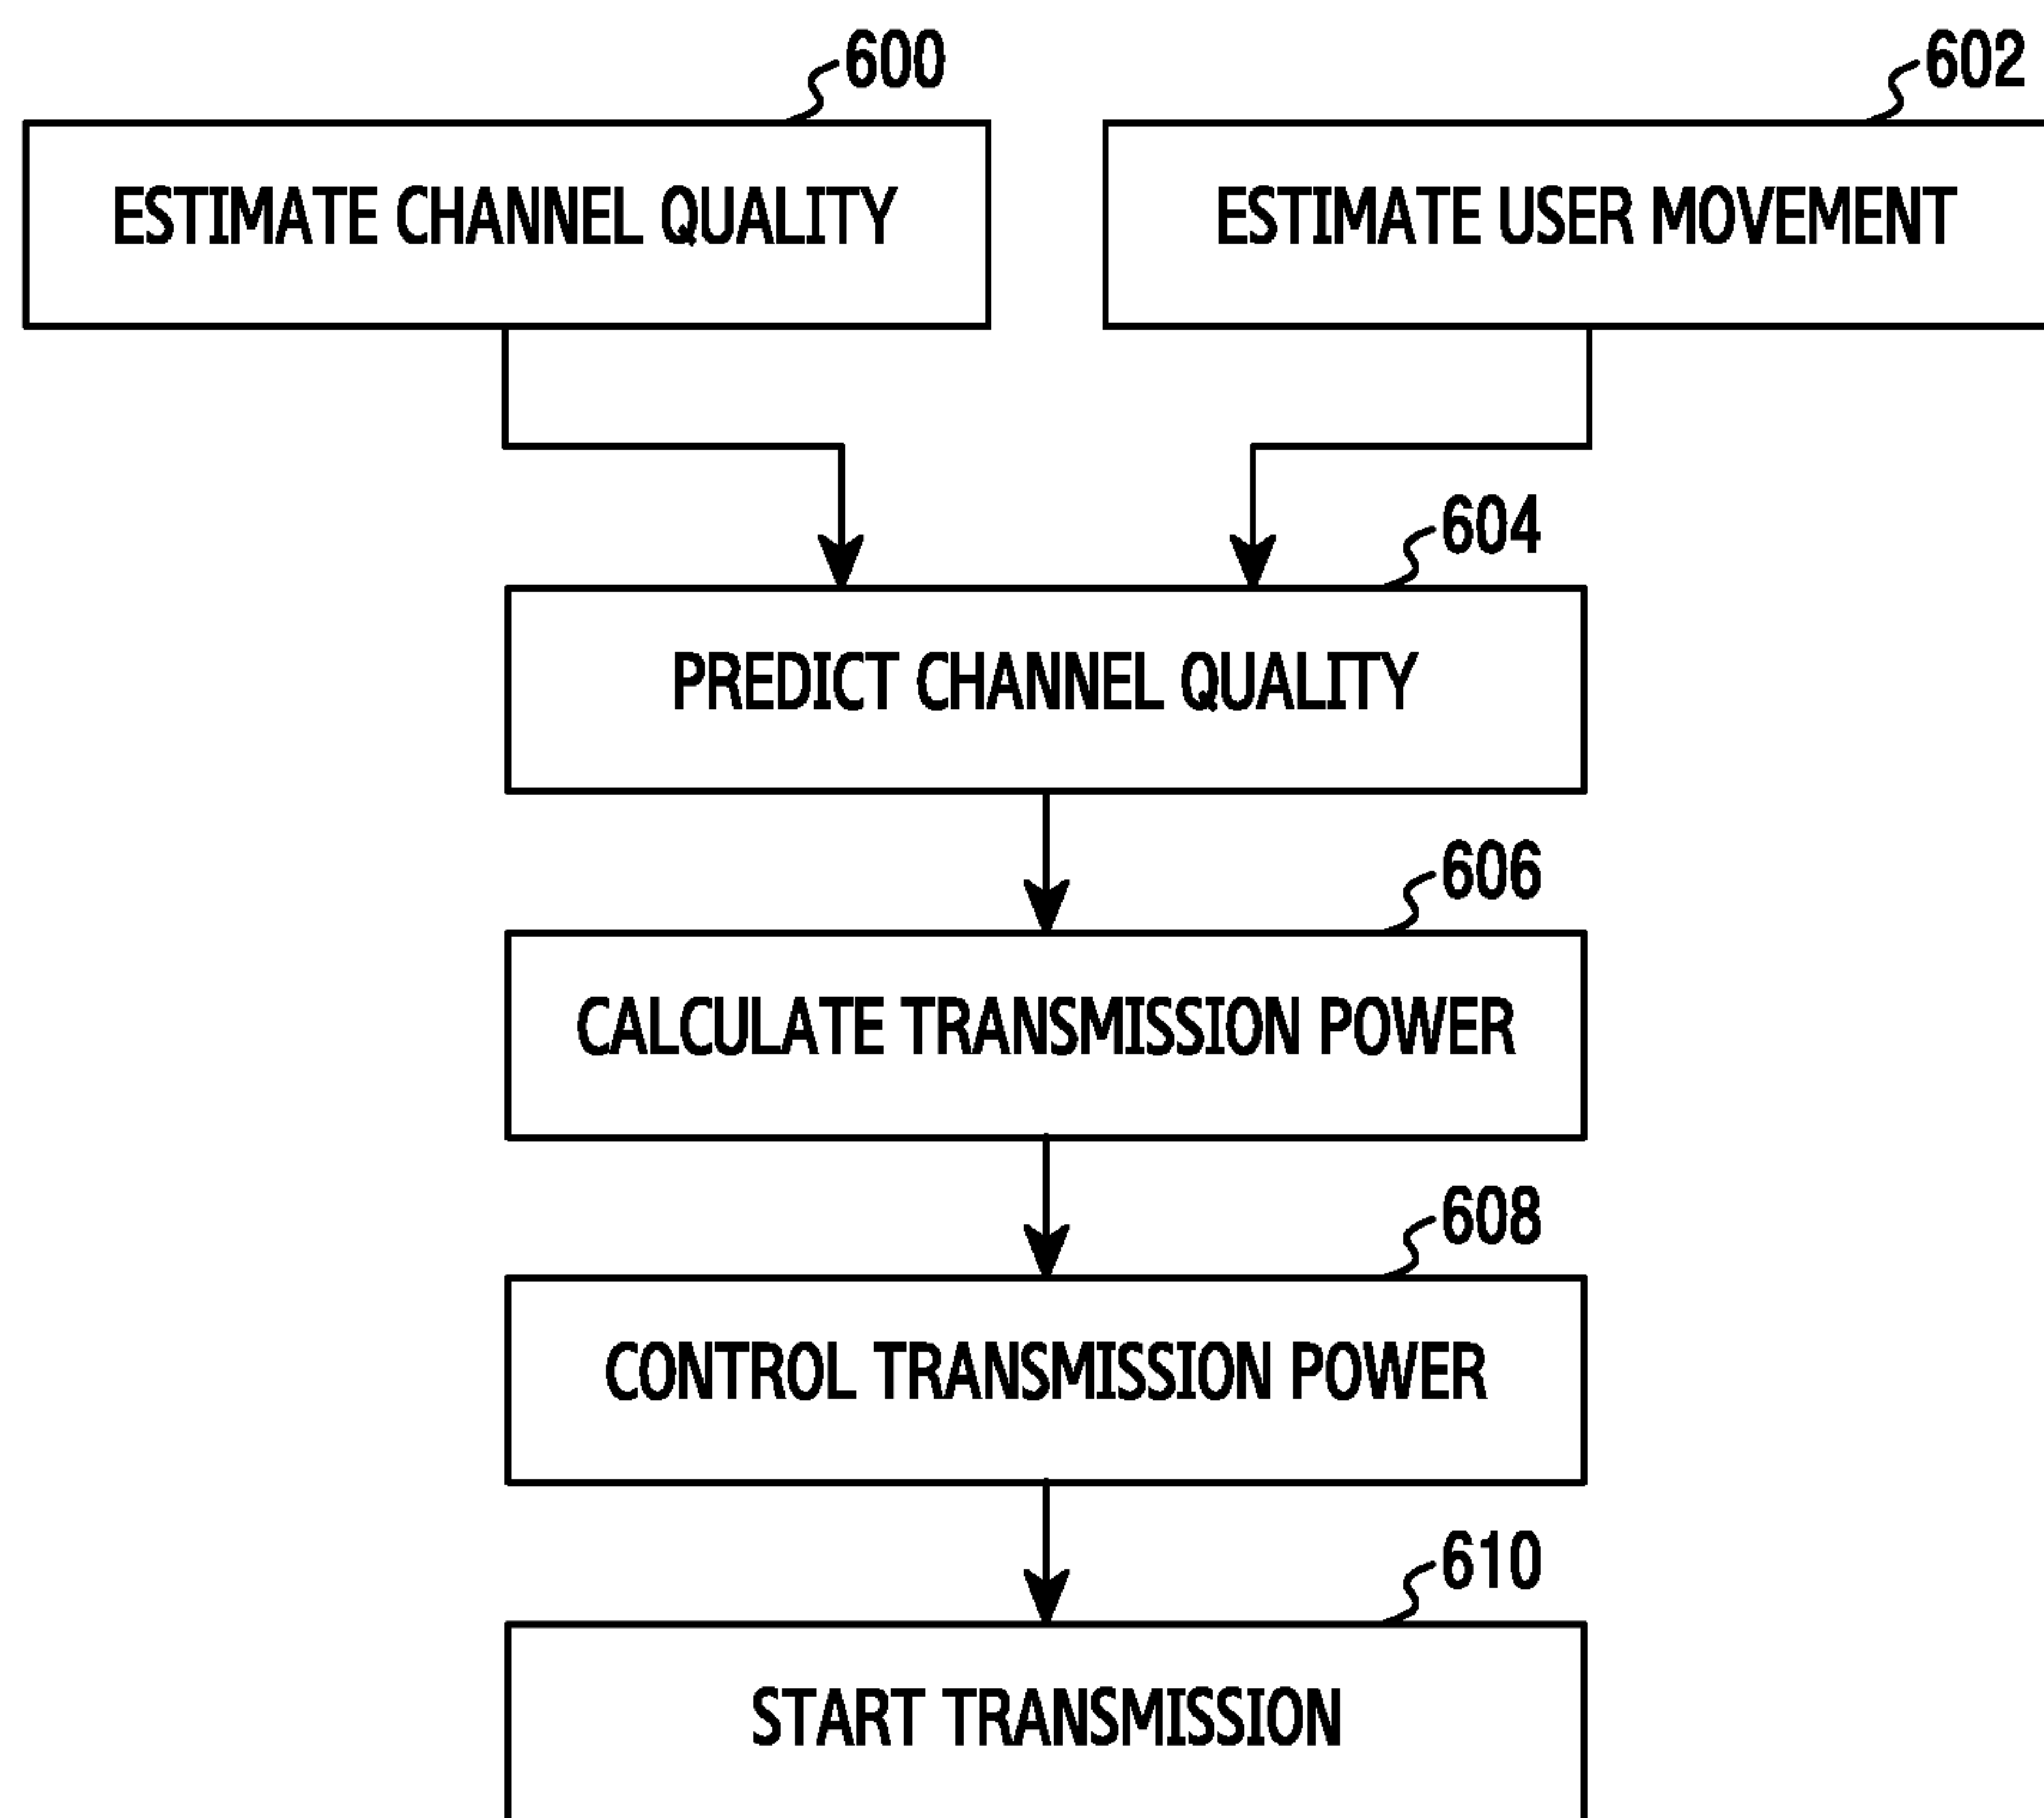 600
602
ESTIMATE CHANNEL QUALITY
ESTIMATE USER MOVEMENT
604
PREDICT CHANNEL QUALITY
606
CALCULATE TRANSMISSION POWER
608
CONTROL TRANSMISSION POWER
610
START TRANSMISSION